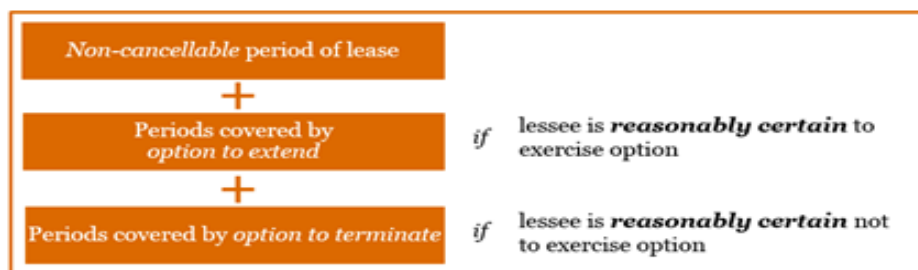 Non-cancellable period of lease
+
Periods covered by
option to extend
if
lessee is reasonably certain to
exercise option
+
Periods covered by option to terminate
if
lessee is reasonably certain not
to exercise option